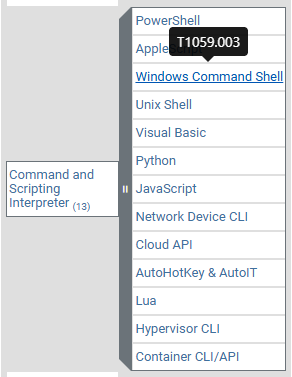 PowerShell
T1059.003
Windows Command Shell
Unix Shell
Visual Basic
Python
Command and
Scripting
Interpreter (13)
JavaScript
Network Device CLI
Cloud API
AutoHotKey & AutoIT
Lua
Hypervisor CLI
Container CLI/API